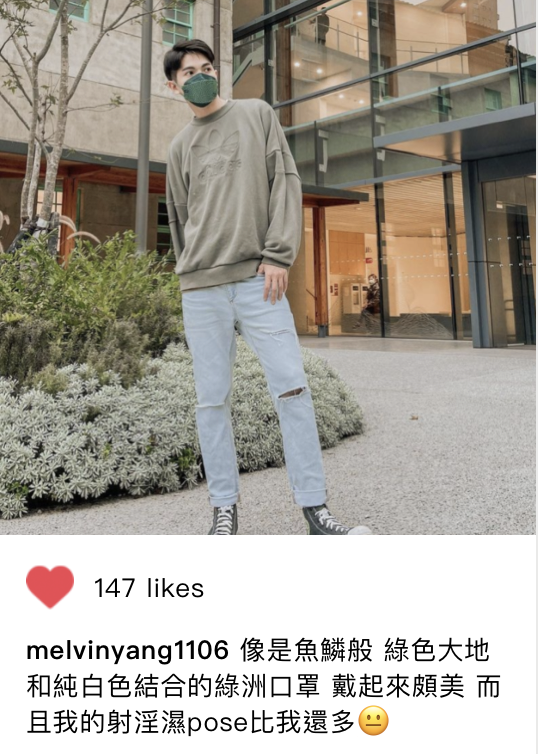 147 likes
melvinyang1106 像是魚鱗般 綠色大地
和純白色結合的綠洲口罩 戴起來頗美 而
且我的射淫濕pose比我還多😐